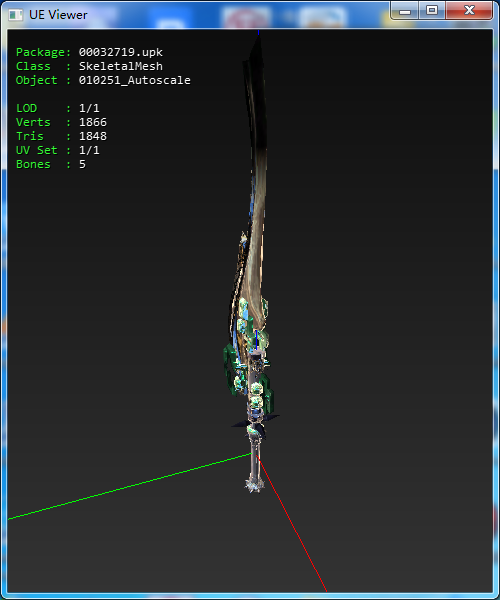 UE Viewer
Package: 00032719.upk
Class : SkeletalMesh
Object : 010251_Autoscale
LOD : 1/1
Verts : 1866
Tris : 1848
UV Set : 1/1
Bones : 5